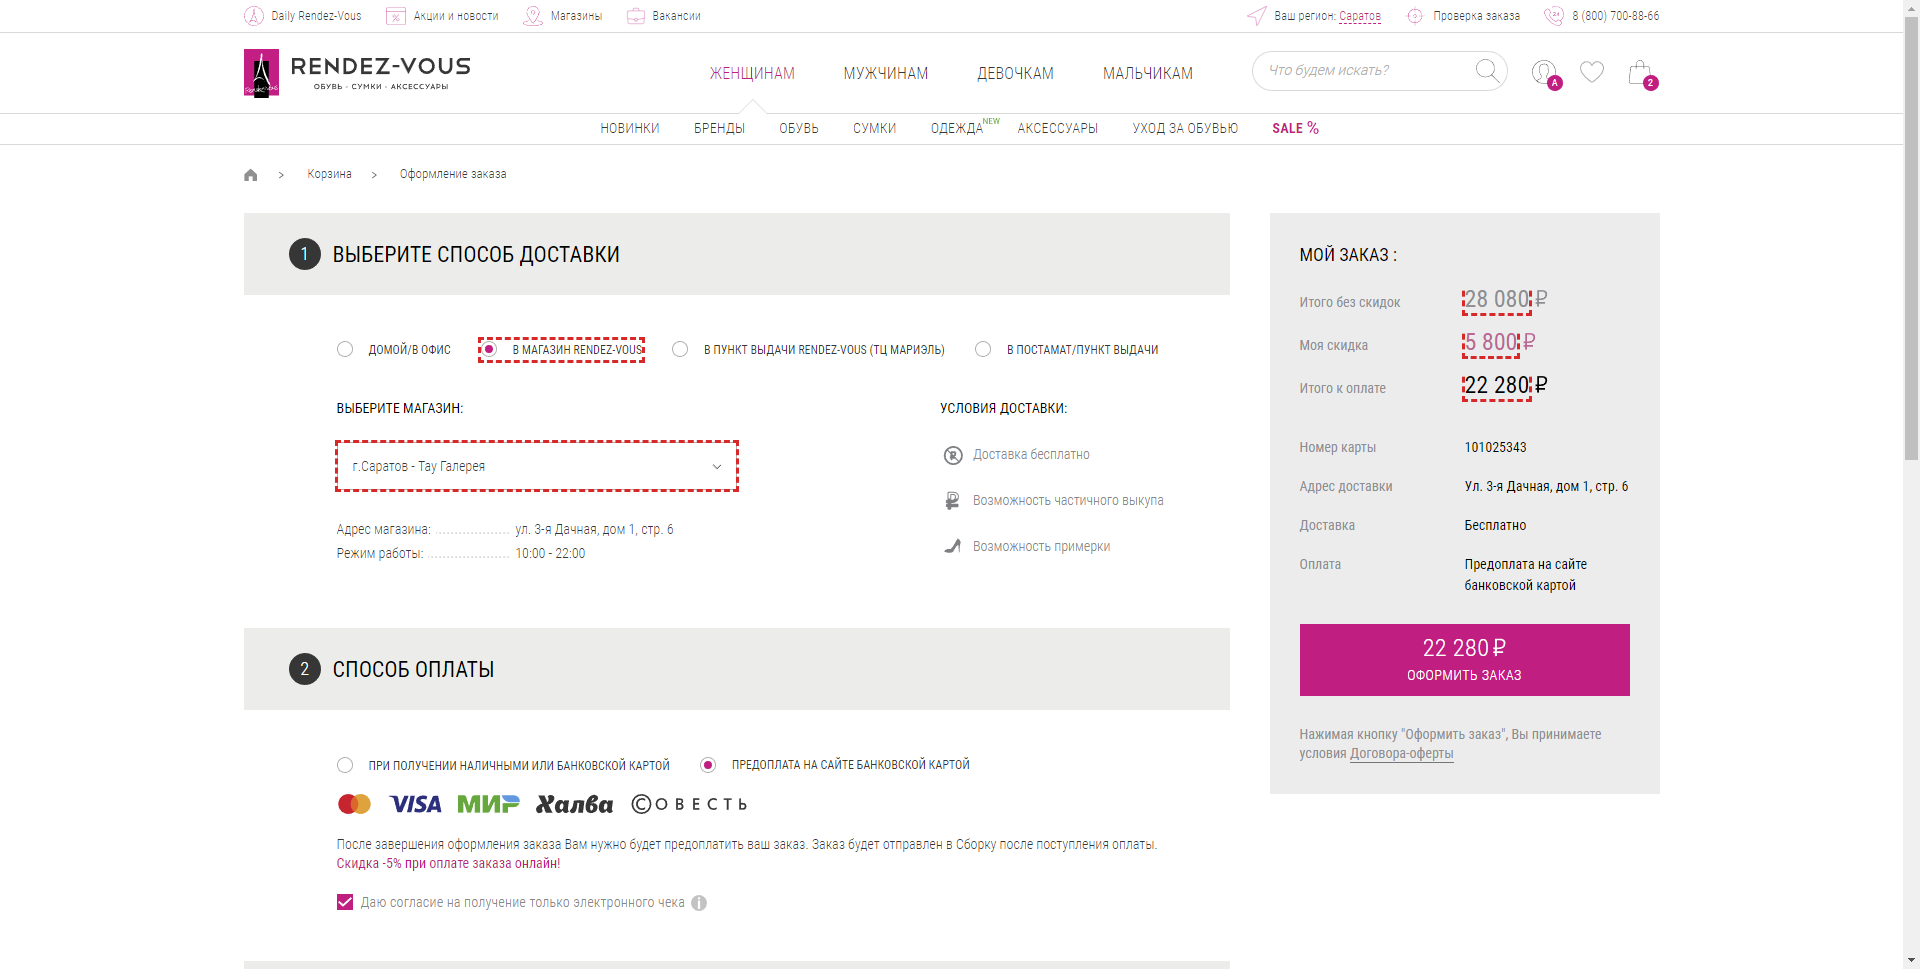 Daily Rendez-Vous Акции и новости Магазины Вакансии Ваш регион: Саратов Проверка заказа 8 (800) 700-88-66
RENDEZ-VOUS
ОБУВЬ · СУМКИ · АКСЕССУАРЫ
ЖЕНЩИНАМ МУЖЧИНАМ ДЕВОЧКАМ МАЛЬЧИКАМ Что будем искать? A 2
НОВИНКИ БРЕНДЫ ОБУВЬ СУМКИ ОДЕЖДА NEW АКСЕССУАРЫ УХОД ЗА ОБУВЬЮ SALE %
> Корзина > Оформление заказа
1 ВЫБЕРИТЕ СПОСОБ ДОСТАВКИ
ДОМОЙ/В ОФИС В МАГАЗИН RENDEZ-VOUS В ПУНКТ ВЫДАЧИ RENDEZ-VOUS (ТЦ МАРИЭЛЬ) В ПОСТАМАТ/ПУНКТ ВЫДАЧИ
ВЫБЕРИТЕ МАГАЗИН:
г.Саратов - Тау Галерея
Адрес магазина: ул. 3-я Дачная, дом 1, стр. 6
Режим работы: 10:00 - 22:00
УСЛОВИЯ ДОСТАВКИ:
Доставка бесплатно
Возможность частичного выкупа
Возможность примерки
2 СПОСОБ ОПЛАТЫ
ПРИ ПОЛУЧЕНИИ НАЛИЧНЫМИ ИЛИ БАНКОВСКОЙ КАРТОЙ ПРЕДОПЛАТА НА САЙТЕ БАНКОВСКОЙ КАРТОЙ
VISA МИР Халва СОВЕСТЬ
После завершения оформления заказа Вам нужно будет предоплатить ваш заказ. Заказ будет отправлен в Сборку после поступления оплаты.
Скидка -5% при оплате заказа онлайн!
Даю согласие на получение только электронного чека i
МОЙ ЗАКАЗ :
Итого без скидок 28 080 ₽
Моя скидка 5 800 ₽
Итого к оплате 22 280 ₽
Номер карты 101025343
Адрес доставки Ул. 3-я Дачная, дом 1, стр. 6
Доставка Бесплатно
Оплата Предоплата на сайте
банковской картой
22 280 ₽
ОФОРМИТЬ ЗАКАЗ
Нажимая кнопку "Оформить заказ", Вы принимаете
условия Договора-оферты